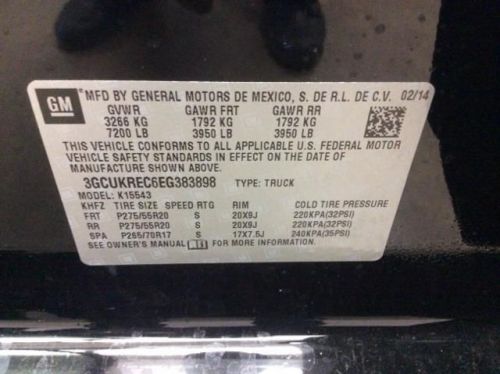 GM
MFD BY GENERAL MOTORS DE MEXICO, S. DE R.L. DE C.V. 02/14
GVWR GAWR FRT GAWR RR
3266 KG 1792 KG 1792 KG
7200 LB 3950 LB 3950 LB
THIS VEHICLE CONFORMS TO ALL APPLICABLE U.S. FEDERAL MOTOR
VEHICLE SAFETY STANDARDS IN EFFECT ON THE DATE OF
MANUFACTURE SHOWN ABOVE.
3GCUKREC6EG383898 TYPE: TRUCK
MODEL: K15543
KHFZ TIRE SIZE SPEED RTG RIM COLD TIRE PRESSURE
FRT P275/55R20 S 20X9J 220KPA(32PSI)
RR P275/55R20 S 20X9J 220KPA(32PSI)
SPA P265/70R17 S 17X7.5J 240KPA(35PSI)
SEE OWNER'S MANUAL FOR MORE INFORMATION.